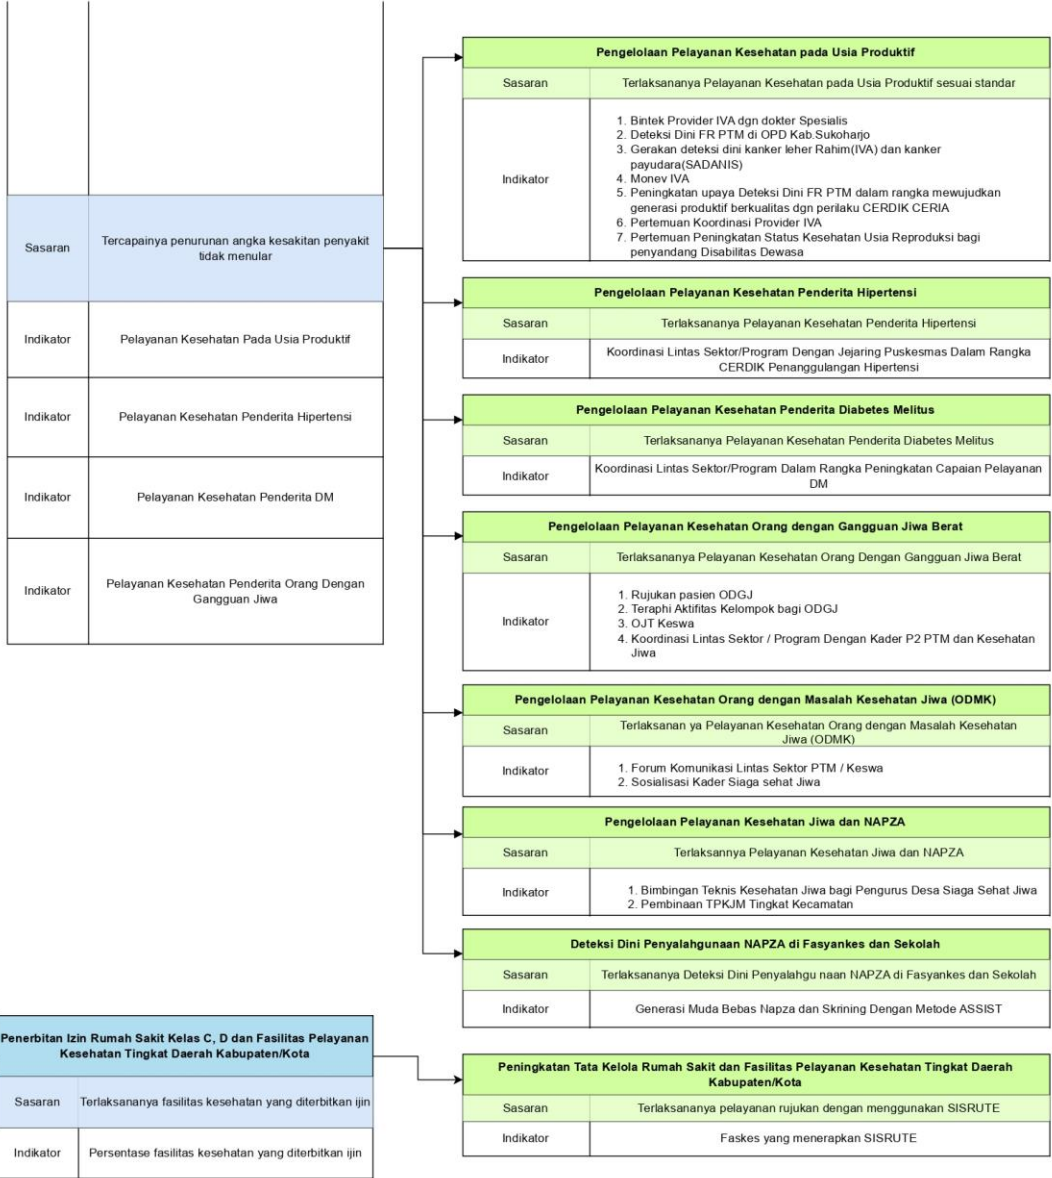 Sasaran
Tercapainya penurunan angka kesakitan penyakit
tidak menular
Indikator
Pelayanan Kesehatan Pada Usia Produktif
Indikator
Pelayanan Kesehatan Penderita Hipertensi
Indikator
Pelayanan Kesehatan Penderita DM
Indikator
Pelayanan Kesehatan Penderita Orang Dengan
Gangguan Jiwa
Pengelolaan Pelayanan Kesehatan pada Usia Produktif
Sasaran
Terlaksananya Pelayanan Kesehatan pada Usia Produktif sesuai standar
Indikator
1. Bintek Provider IVA dgn dokter Spesialis
2. Deteksi Dini FR PTM di OPD Kab.Sukoharjo
3. Gerakan deteksi dini kanker leher Rahim(IVA) dan kanker
payudara(SADANIS)
4. Monev IVA
5. Peningkatan upaya Deteksi Dini FR PTM dalam rangka mewujudkan
generasi produktif berkualitas dgn perilaku CERDIK CERIA
6. Pertemuan Koordinasi Provider IVA
7. Pertemuan Peningkatan Status Kesehatan Usia Reproduksi bagi
penyandang Disabilitas Dewasa
Pengelolaan Pelayanan Kesehatan Penderita Hipertensi
Sasaran
Terlaksananya Pelayanan Kesehatan Penderita Hipertensi
Indikator
Koordinasi Lintas Sektor/Program Dengan Jejaring Puskesmas Dalam Rangka
CERDIK Penanggulangan Hipertensi
Pengelolaan Pelayanan Kesehatan Penderita Diabetes Melitus
Sasaran
Terlaksananya Pelayanan Kesehatan Penderita Diabetes Melitus
Indikator
Koordinasi Lintas Sektor/Program Dalam Rangka Peningkatan Capaian Pelayanan
DM
Pengelolaan Pelayanan Kesehatan Orang dengan Gangguan Jiwa Berat
Sasaran
Terlaksananya Pelayanan Kesehatan Orang Dengan Gangguan Jiwa Berat
Indikator
1. Rujukan pasien ODGJ
2. Teraphi Aktifitas Kelompok bagi ODGJ
3. OJT Keswa
4. Koordinasi Lintas Sektor / Program Dengan Kader P2 PTM dan Kesehatan
Jiwa
Pengelolaan Pelayanan Kesehatan Orang dengan Masalah Kesehatan Jiwa (ODMK)
Sasaran
Terlaksanan ya Pelayanan Kesehatan Orang dengan Masalah Kesehatan
Jiwa (ODMK)
Indikator
1. Forum Komunikasi Lintas Sektor PTM / Keswa
2. Sosialisasi Kader Siaga sehat Jiwa
Pengelolaan Pelayanan Kesehatan Jiwa dan NAPZA
Sasaran
Terlaksannya Pelayanan Kesehatan Jiwa dan NAPZA
Indikator
1. Bimbingan Teknis Kesehatan Jiwa bagi Pengurus Desa Siaga Sehat Jiwa
2. Pembinaan TPKJM Tingkat Kecamatan
Deteksi Dini Penyalahgunaan NAPZA di Fasyankes dan Sekolah
Sasaran
Terlaksananya Deteksi Dini Penyalahgu naan NAPZA di Fasyankes dan Sekolah
Indikator
Generasi Muda Bebas Napza dan Skrining Dengan Metode ASSIST
Penerbitan Izin Rumah Sakit Kelas C, D dan Fasilitas Pelayanan
Kesehatan Tingkat Daerah Kabupaten/Kota
Sasaran
Terlaksananya fasilitas kesehatan yang diterbitkan ijin
Indikator
Persentase fasilitas kesehatan yang diterbitkan ijin
Peningkatan Tata Kelola Rumah Sakit dan Fasilitas Pelayanan Kesehatan Tingkat Daerah
Kabupaten/Kota
Sasaran
Terlaksananya pelayanan rujukan dengan menggunakan SISRUTE
Indikator
Faskes yang menerapkan SISRUTE